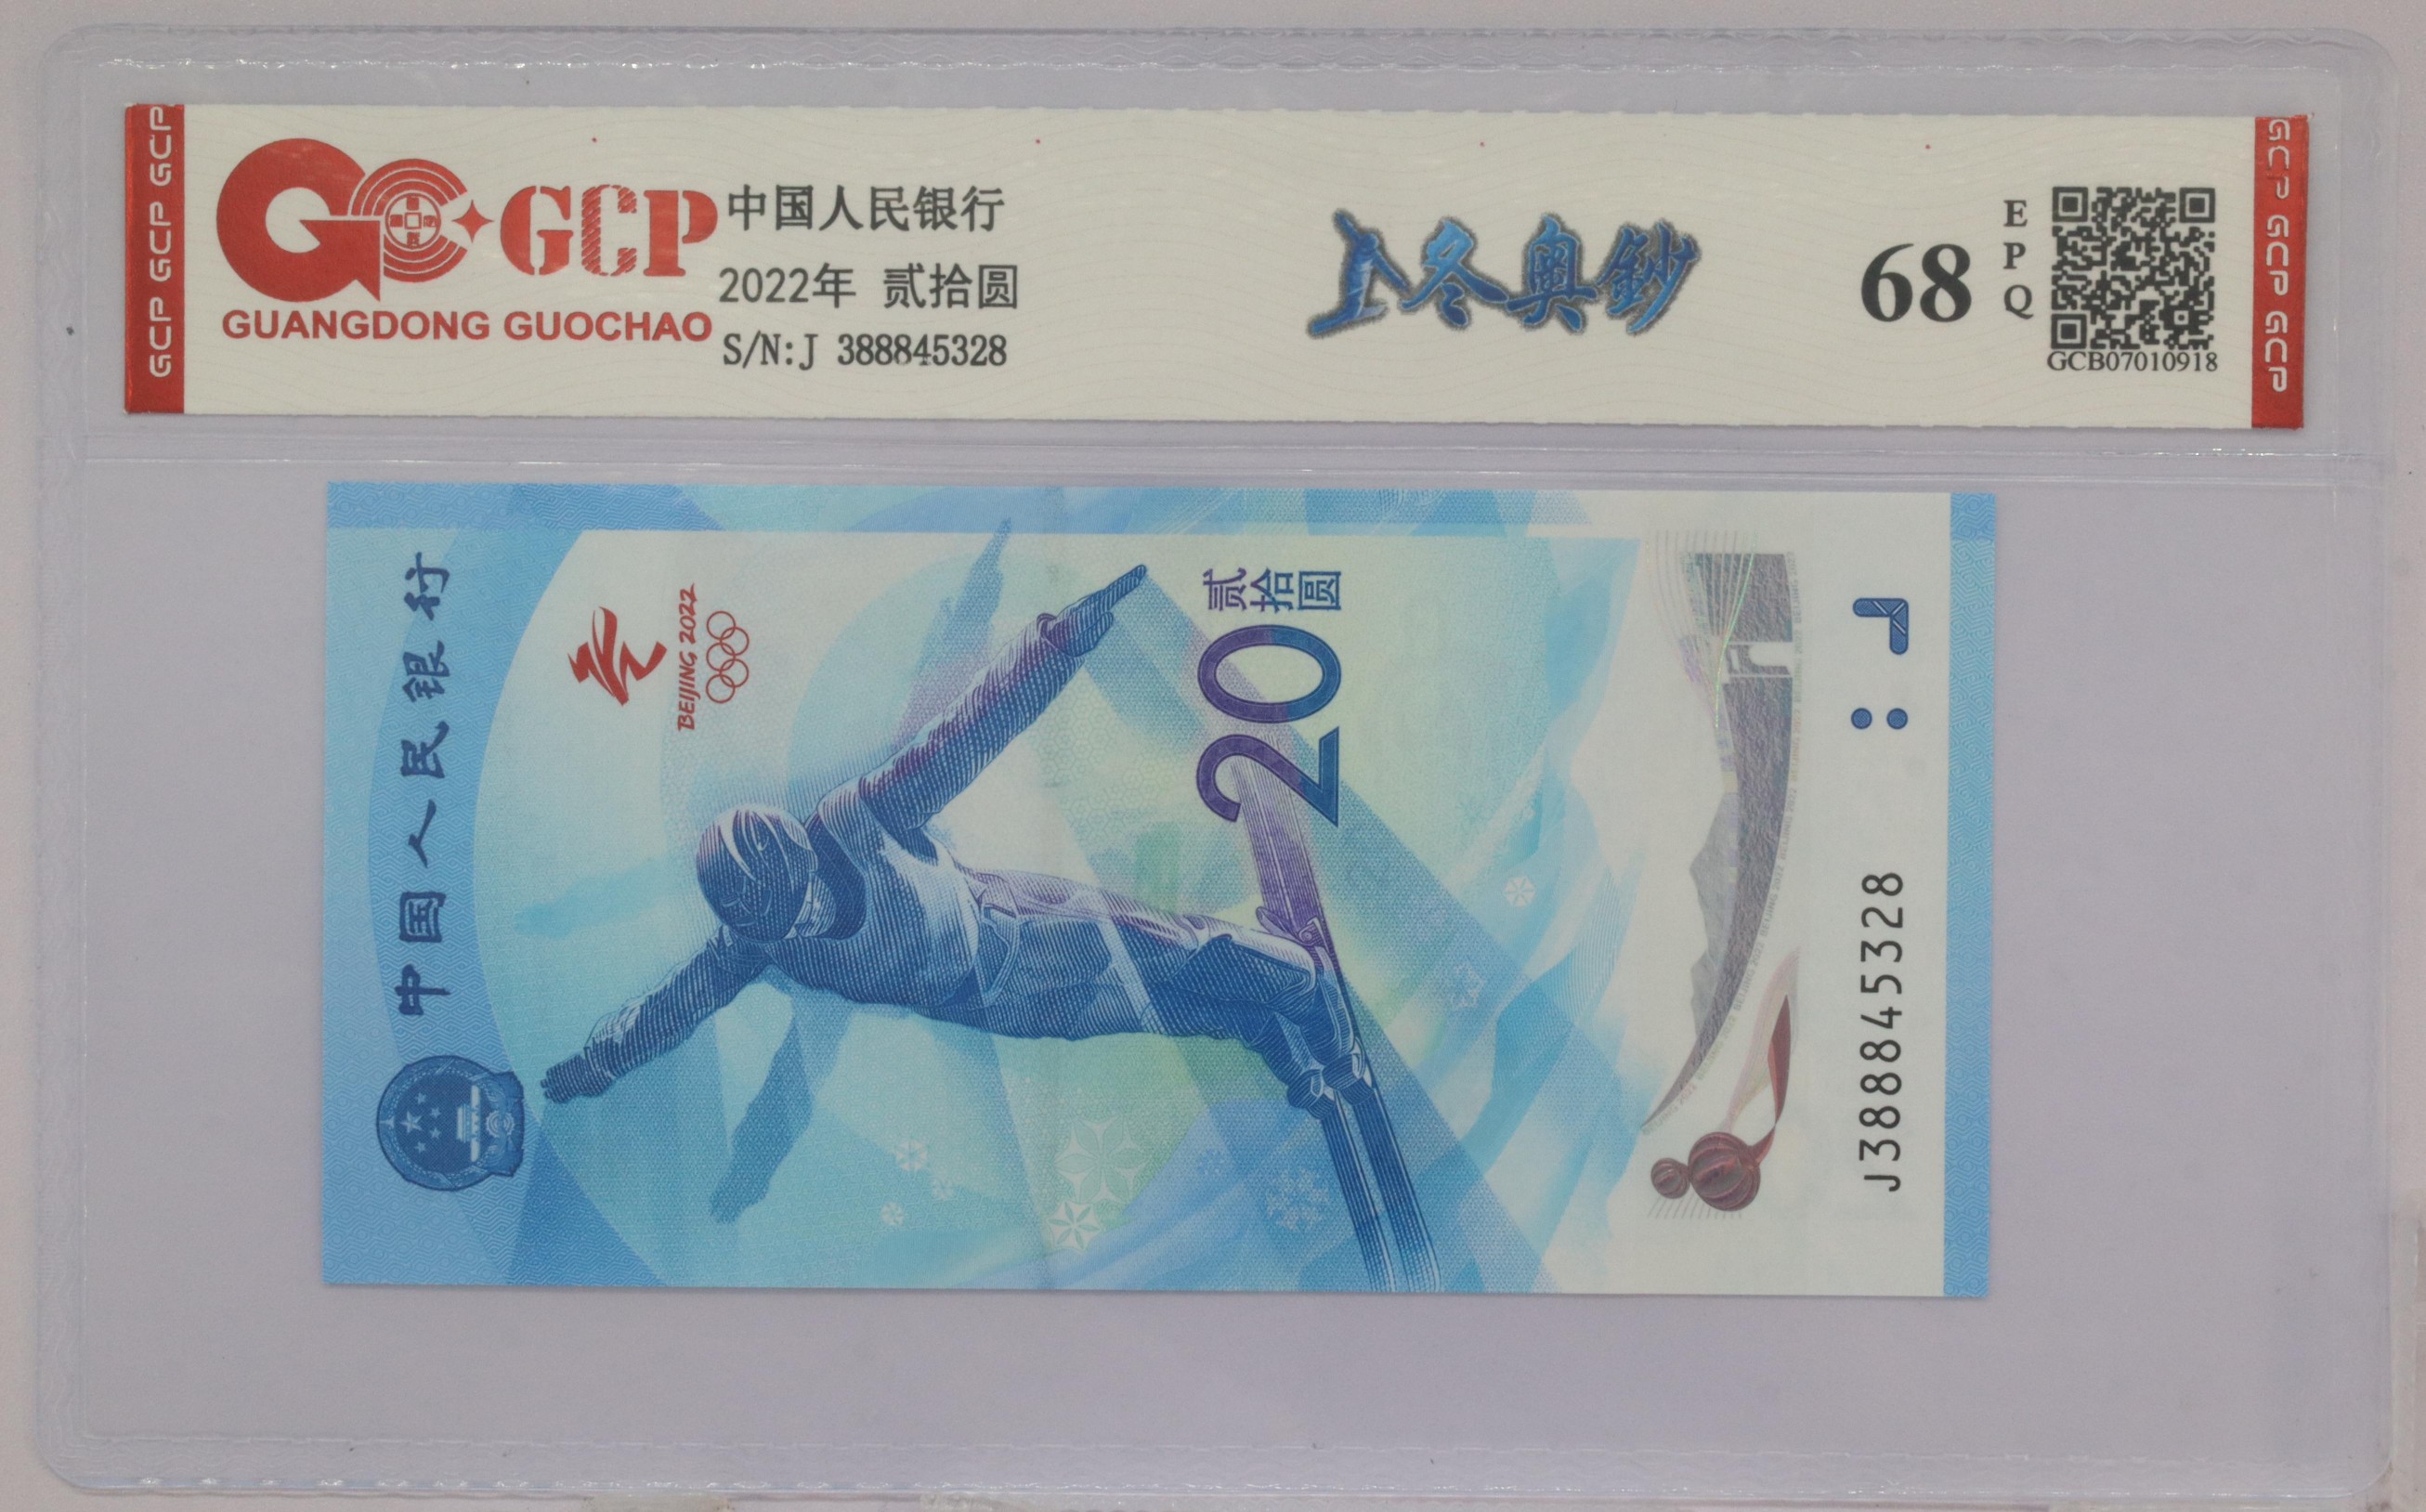 GCP GCP GCP
GCP
GUANGDONG GUOCHAO
中国人民银行
2022年 贰拾圆
S/N:J 388845328
冬奥鈔
68
EPQ
GCB07010918
GCP GCP GCP
中国人民银行
BEIJING 2022
贰拾圆
20
J388845328